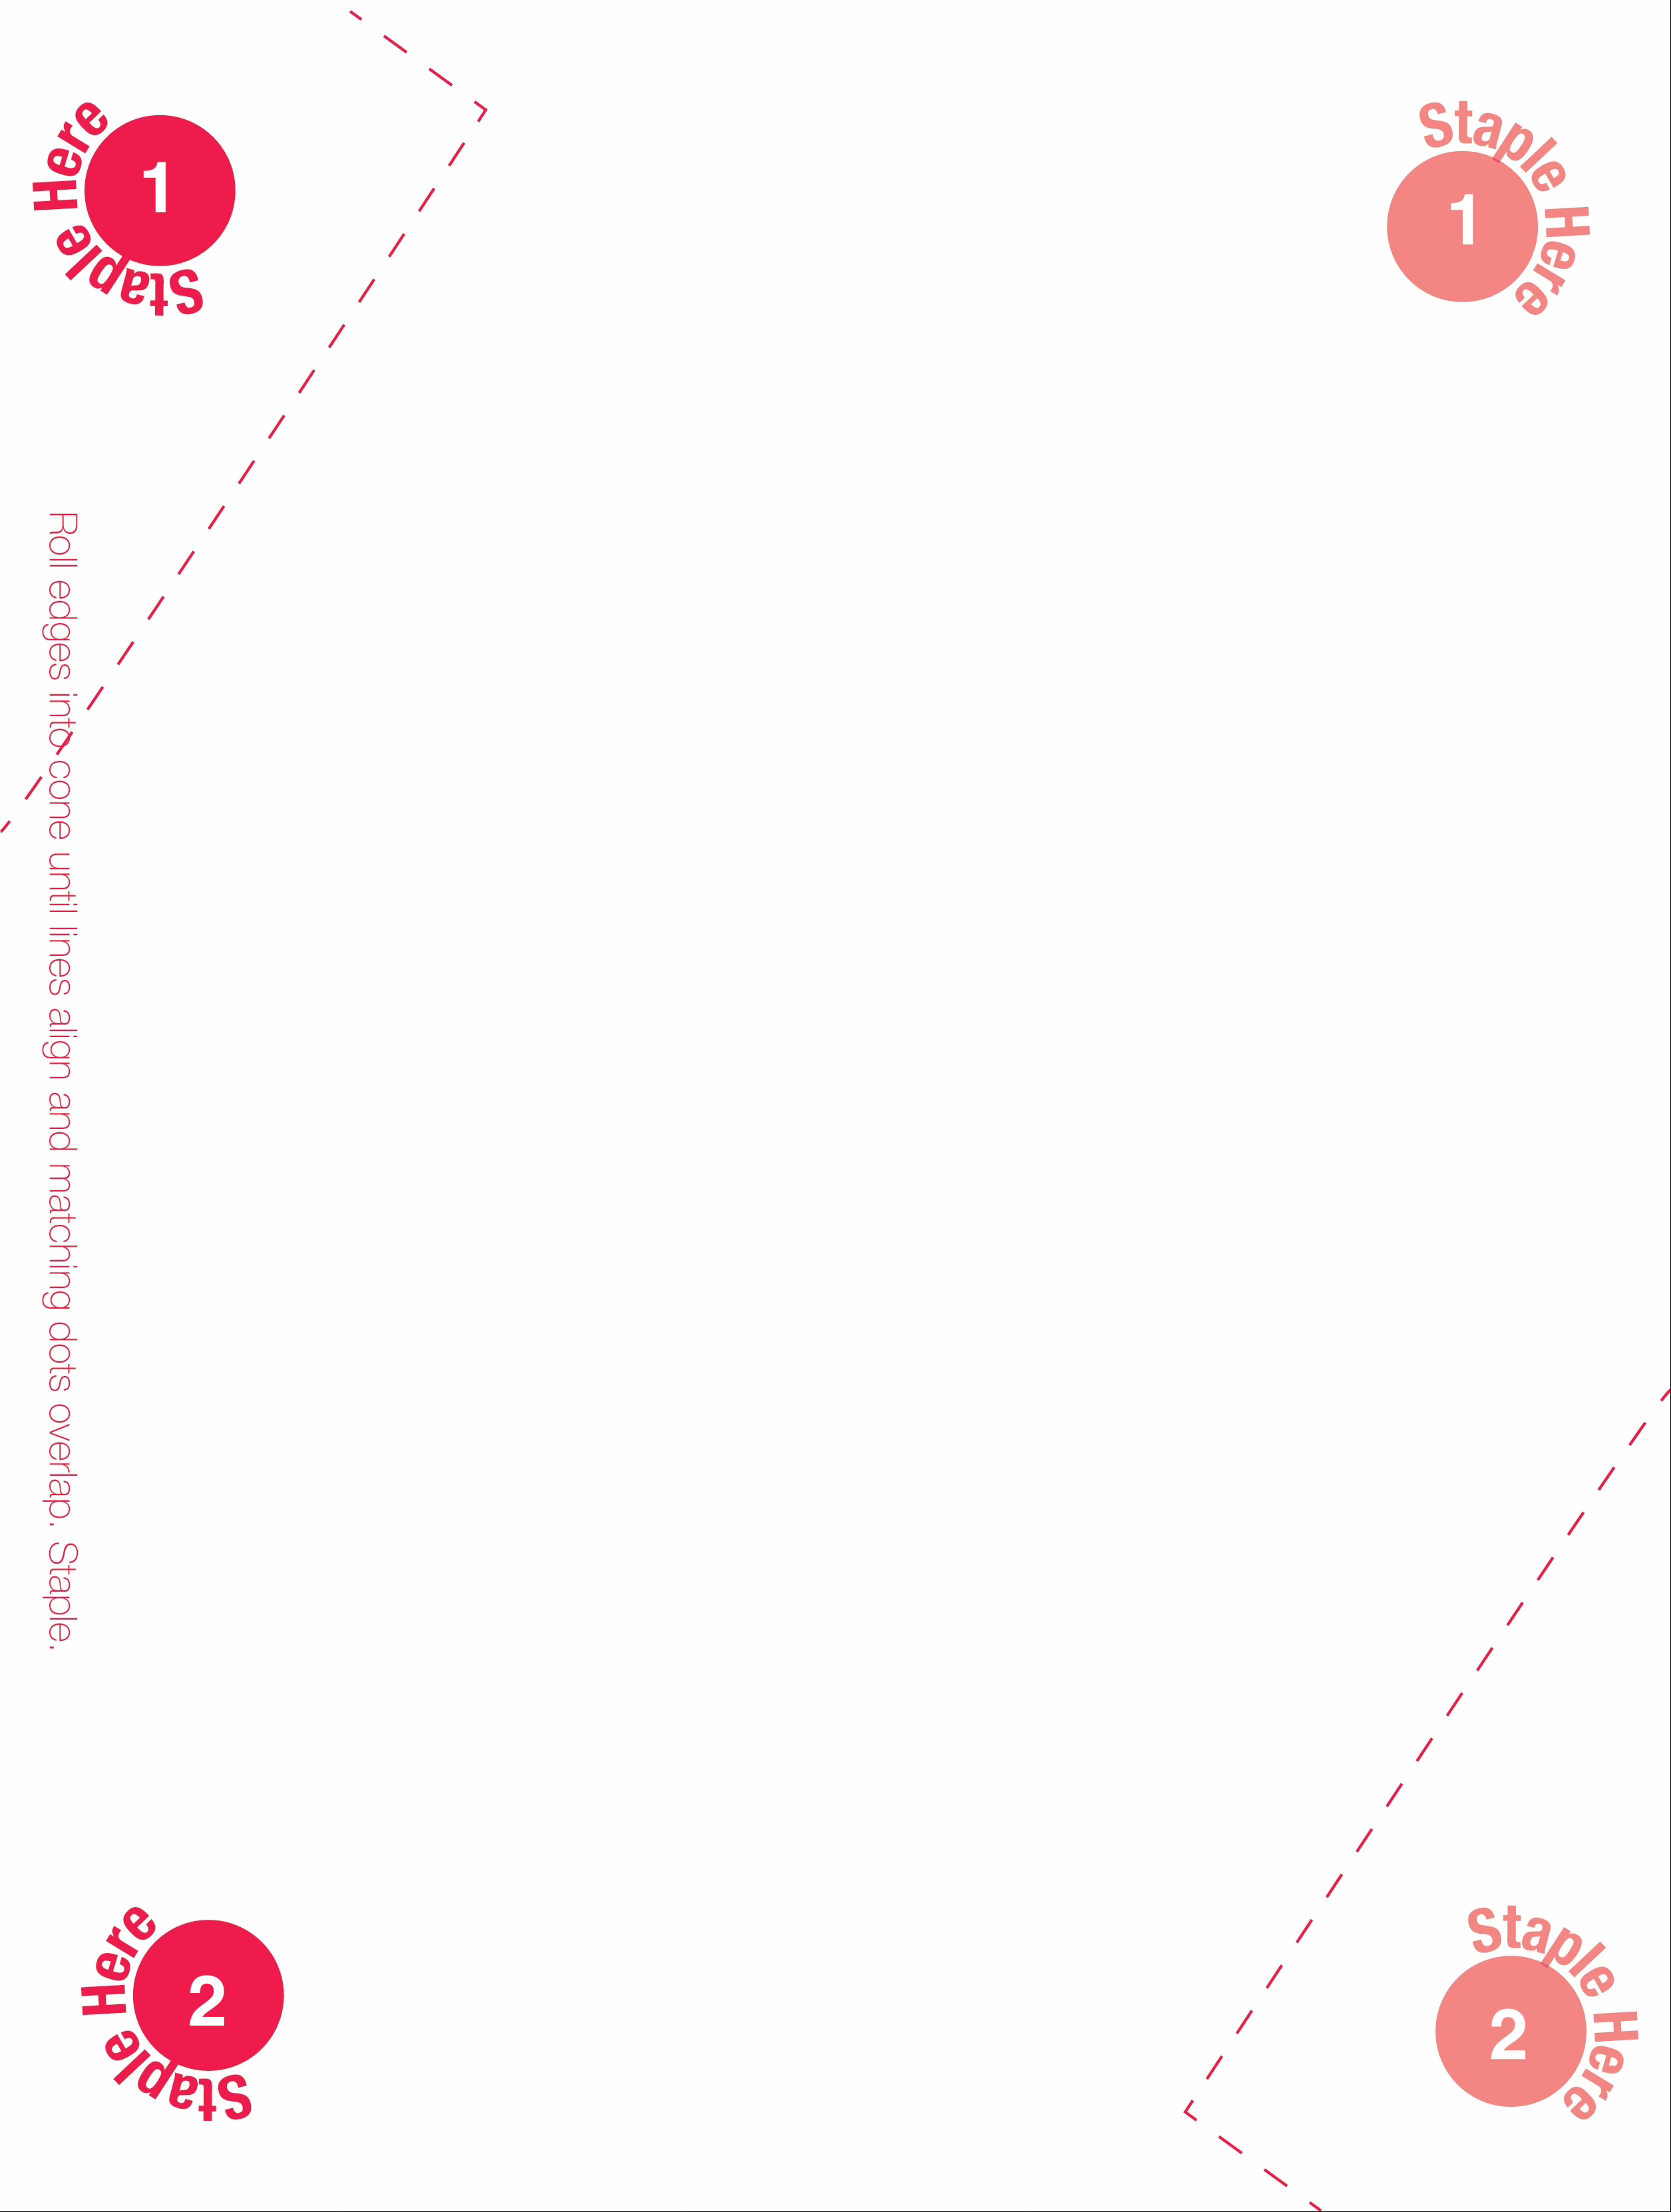 Staple Here
1
Staple Here
1
Roll edges into cone until lines align and matching dots overlap. Staple.
Staple Here
2
Staple Here
2